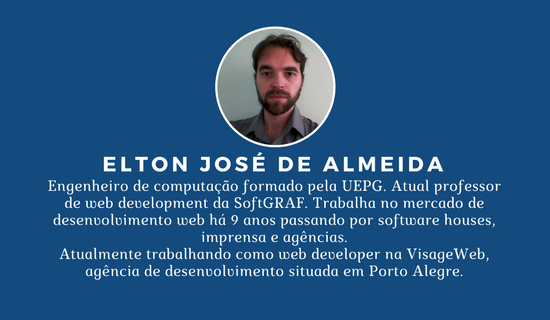 ELTON JOSÉ DE ALMEIDA
Engenheiro de computação formado pela UEPG. Atual professor
de web development da SoftGRAF. Trabalha no mercado de
desenvolvimento web há 9 anos passando por software houses,
imprensa e agências.
Atualmente trabalhando como web developer na VisageWeb,
agência de desenvolvimento situada em Porto Alegre.